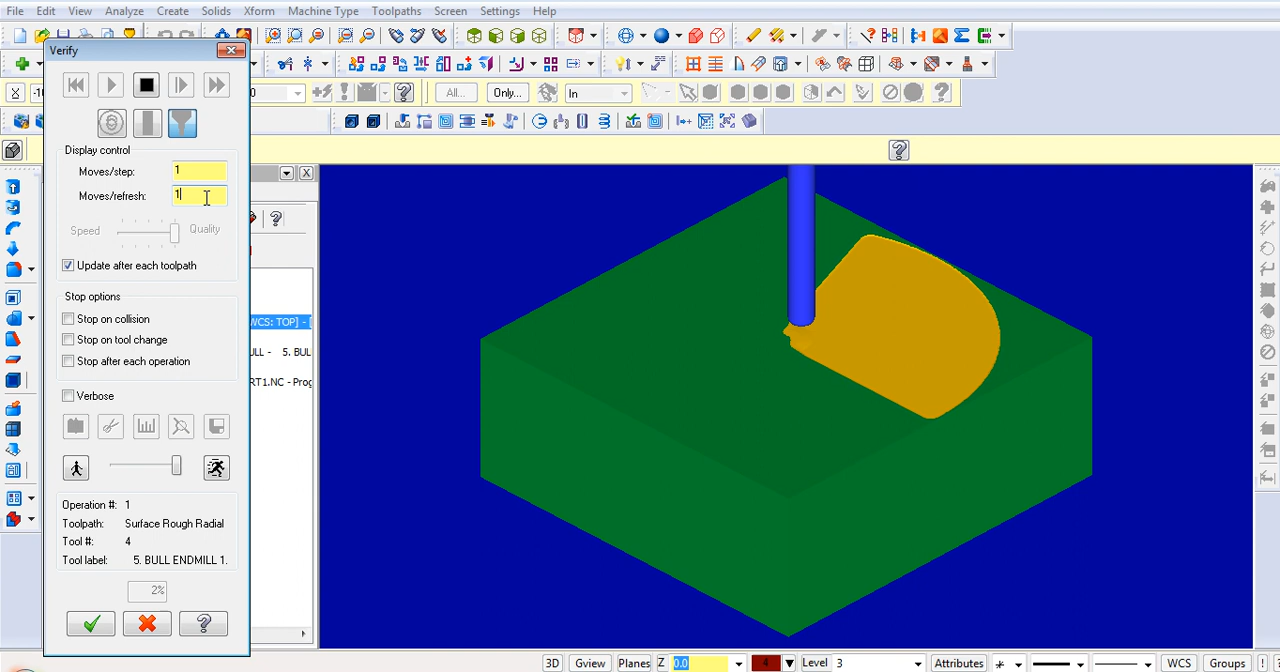 File Edit View Analyze Create Solids Xform Machine Type Toolpaths Screen Settings Help
Verify
All... Only... In
Display control
Moves/step: 1
Moves/refresh: 1
Speed Quality
Update after each toolpath
Stop options
Stop on collision
Stop on tool change
Stop after each operation
Verbose
WCS: TOP] - [
BULL - 5. BUL
RT1.NC - Prog
Operation #: 1
Toolpath: Surface Rough Radial
Tool #: 4
Tool label: 5. BULL ENDMILL 1.
2%
3D Gview Planes Z 0.0 4 Level 3 Attributes WCS Groups